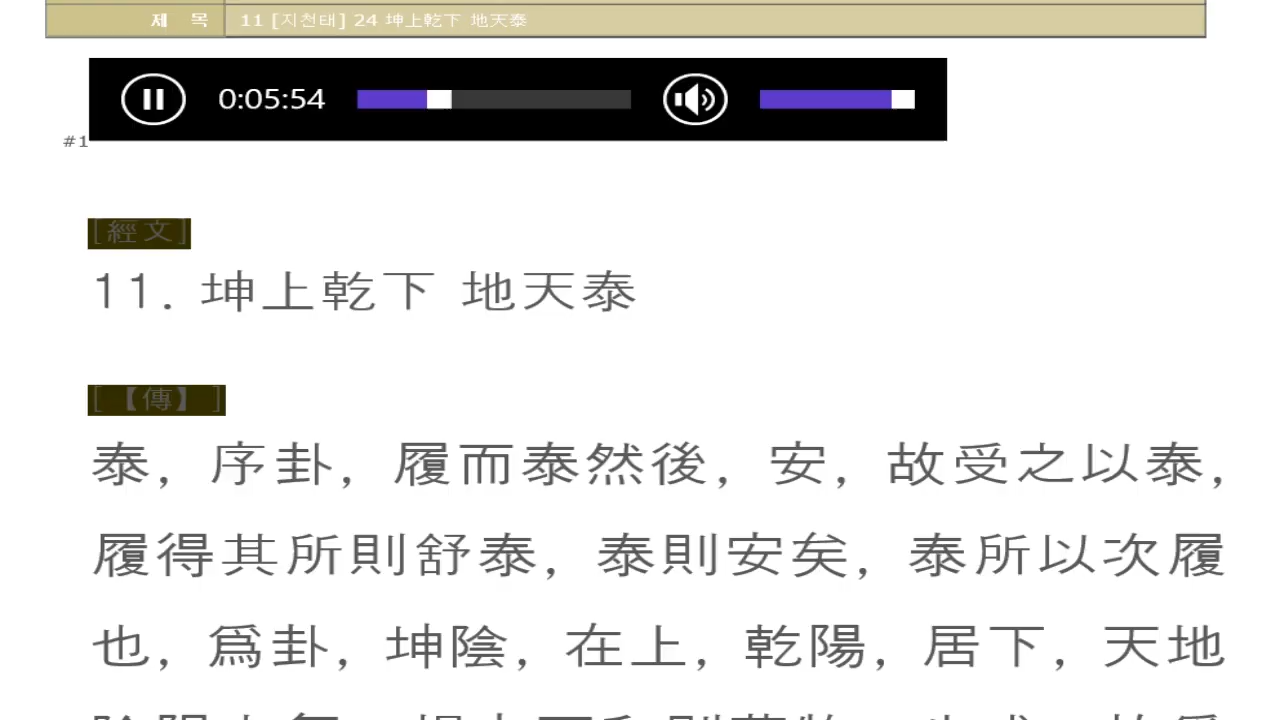 제 목 11 [지천태] 24 坤上乾下 地天泰
0:05:54
#1
[經文]
11. 坤上乾下 地天泰
[【傳】 ]
泰, 序卦, 履而泰然後, 安, 故受之以泰,
履得其所則舒泰, 泰則安矣, 泰所以次履
也, 爲卦, 坤陰, 在上, 乾陽, 居下, 天地